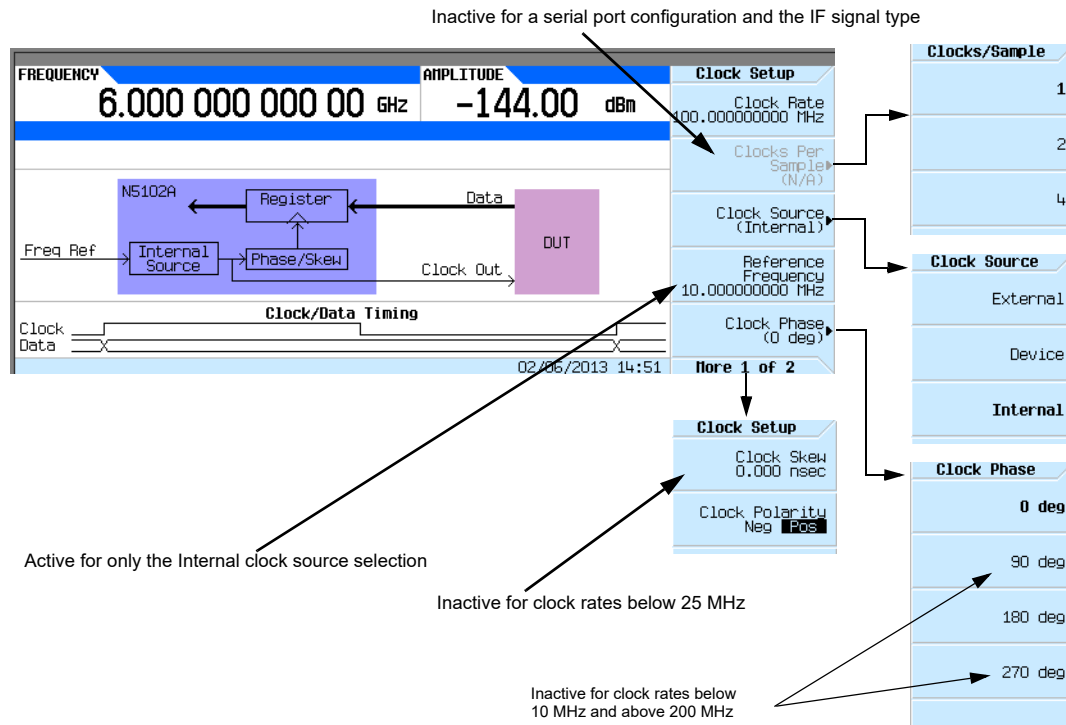 Inactive for a serial port configuration and the IF signal type
FREQUENCY
6.000 000 000 00 GHz
AMPLITUDE
-144.00 dBm
Clock Setup
Clock Rate
100.000000000 MHz
Clocks Per
Sample
(N/A)
Clock Source
(Internal)
Reference
Frequency
10.000000000 MHz
Clock Phase
(0 deg)
More 1 of 2
N5102A
Register
Data
DUT
Freq Ref
Internal
Source
Phase/Skew
Clock Out
Clock/Data Timing
Clock
Data
02/06/2013 14:51
Clocks/Sample
1
2
4
Clock Source
External
Device
Internal
Clock Setup
Clock Skew
0.000 nsec
Clock Polarity
Neg Pos
Clock Phase
0 deg
90 deg
180 deg
270 deg
Active for only the Internal clock source selection
Inactive for clock rates below 25 MHz
Inactive for clock rates below
10 MHz and above 200 MHz